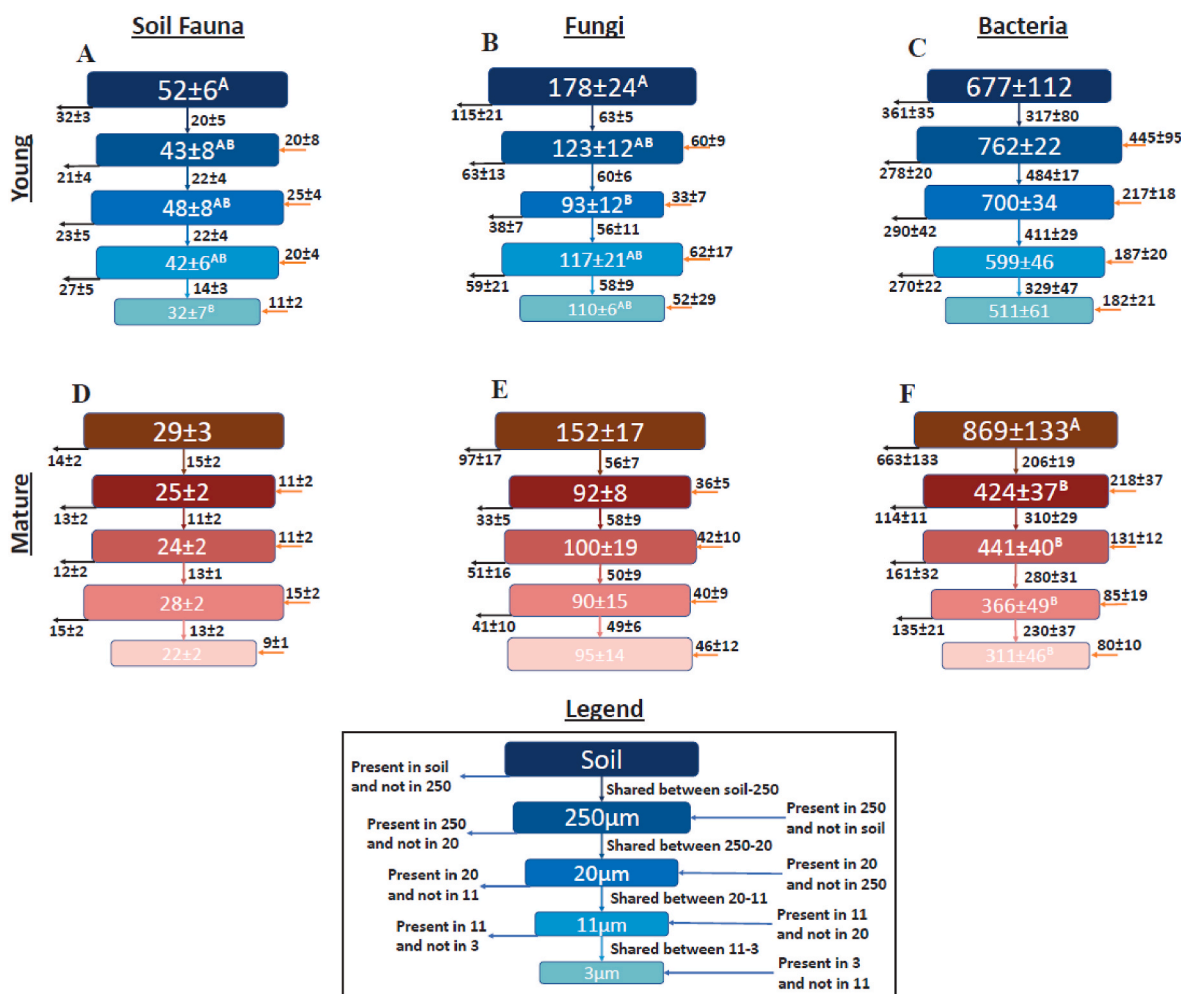 Soil Fauna
Fungi
Bacteria
Young
A
52±6A
32±3
20±5
43±8AB
20±8
21±4
22±4
48±8AB
25±4
23±5
22±4
42±6AB
20±4
27±5
14±3
32±7B
11±2
B
178±24A
115±21
63±5
123±12AB
60±9
63±13
60±6
93±12B
33±7
38±7
56±11
117±21AB
62±17
59±21
58±9
110±6AB
52±29
C
677±112
361±35
317±80
762±22
445±95
278±20
484±17
700±34
217±18
290±42
411±29
599±46
187±20
270±22
329±47
511±61
182±21
Mature
D
29±3
14±2
15±2
25±2
11±2
13±2
11±2
24±2
11±2
12±2
13±1
28±2
15±2
15±2
13±2
22±2
9±1
E
152±17
97±17
56±7
92±8
36±5
33±5
58±9
100±19
42±10
51±16
50±9
90±15
40±9
41±10
49±6
95±14
46±12
F
869±133A
663±133
206±19
424±37B
218±37
114±11
310±29
441±40B
131±12
161±32
280±31
366±49B
85±19
135±21
230±37
311±46B
80±10
Legend
Soil
Present in soil
and not in 250
Shared between soil-250
250µm
Present in 250
and not in soil
Present in 250
and not in 20
Shared between 250-20
20µm
Present in 20
and not in 250
Present in 20
and not in 11
Shared between 20-11
11µm
Present in 11
and not in 20
Present in 11
and not in 3
Shared between 11-3
3µm
Present in 3
and not in 11